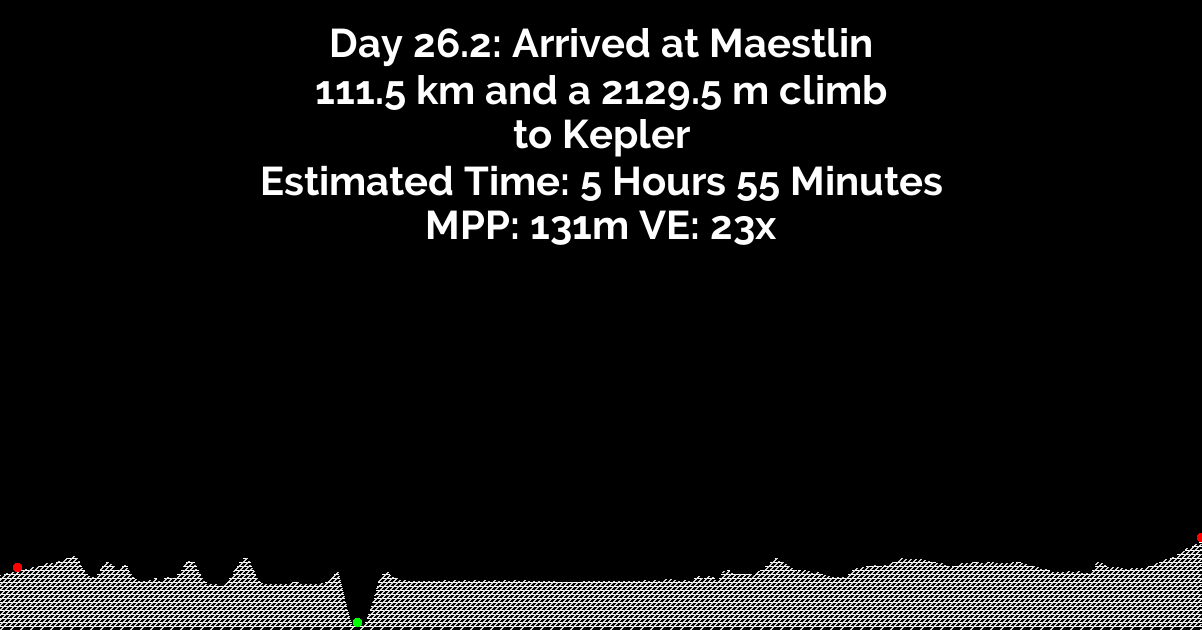 Day 26.2: Arrived at Maestlin
111.5 km and a 2129.5 m climb
to Kepler
Estimated Time: 5 Hours 55 Minutes
MPP: 131m VE: 23x